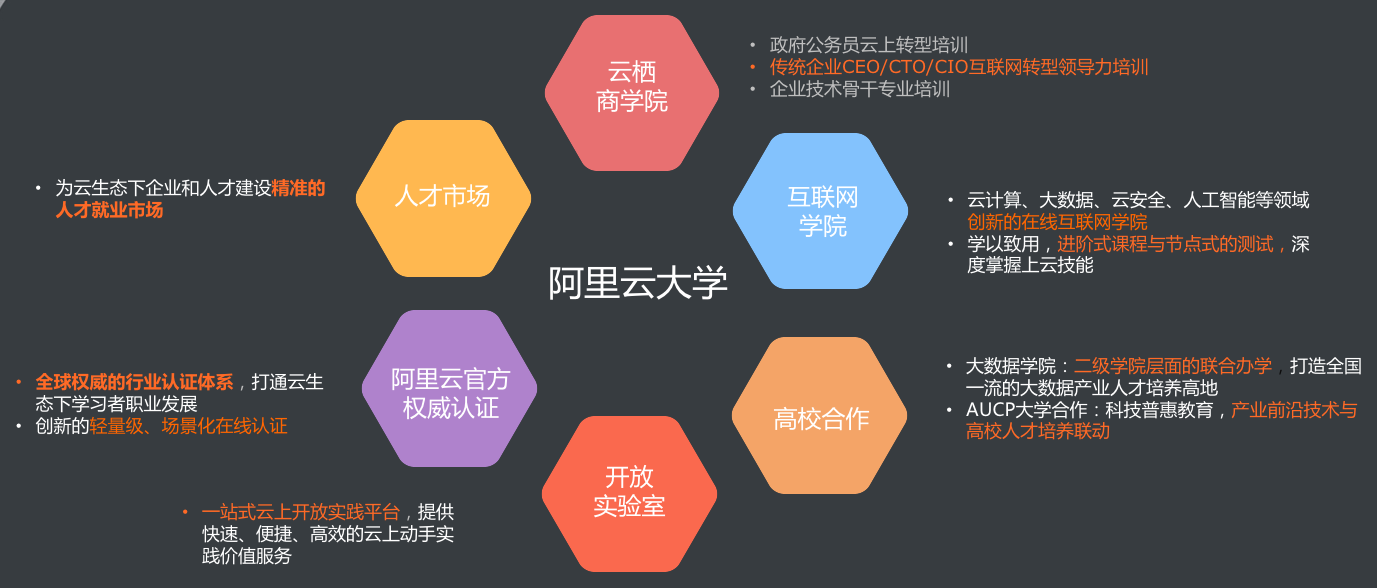 云栖
商学院
• 政府公务员云上转型培训
• 传统企业CEO/CTO/CIO互联网转型领导力培训
• 企业技术骨干专业培训
人才市场
• 为云生态下企业和人才建设精准的
人才就业市场
互联网
学院
• 云计算、大数据、云安全、人工智能等领域
创新的在线互联网学院
• 学以致用，进阶式课程与节点式的测试，深
度掌握上云技能
阿里云大学
阿里云官方
权威认证
• 全球权威的行业认证体系，打通云生
态下学习者职业发展
• 创新的轻量级、场景化在线认证
高校合作
• 大数据学院：二级学院层面的联合办学，打造全国
一流的大数据产业人才培养高地
• AUCP大学合作：科技普惠教育，产业前沿技术与
高校人才培养联动
开放
实验室
• 一站式云上开放实践平台，提供
快速、便捷、高效的云上动手实
践价值服务